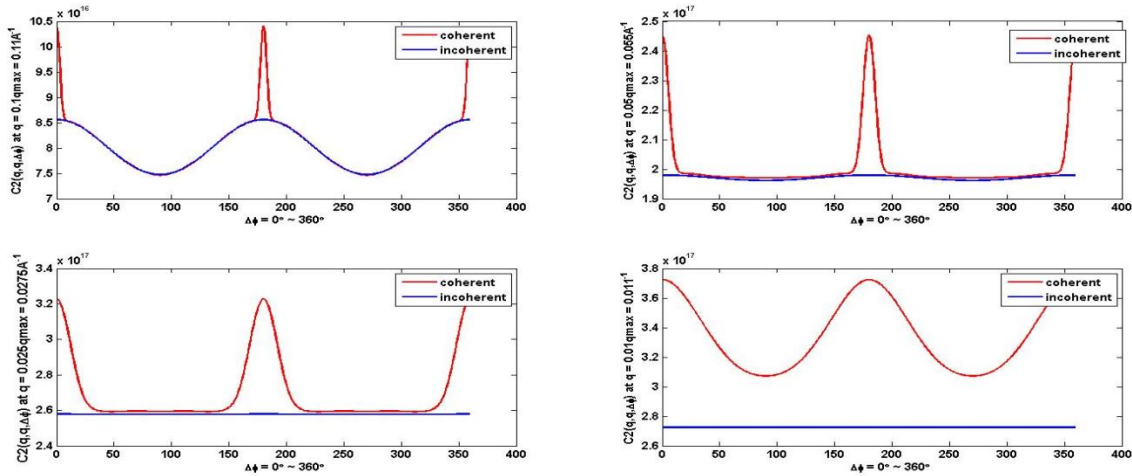 x 10^16
10.5
10
9.5
9
8.5
8
7.5
7
C2(q,q,Δϕ) at q = 0.1qmax = 0.11A^-1
coherent
incoherent
0 50 100 150 200 250 300 350 400
Δϕ = 0° ~ 360°
x 10^17
2.5
2.4
2.3
2.2
2.1
2
1.9
C2(q,q,Δϕ) at q = 0.05qmax = 0.055A^-1
coherent
incoherent
0 50 100 150 200 250 300 350 400
Δϕ = 0° ~ 360°
x 10^17
3.4
3.2
3
2.8
2.6
2.4
C2(q,q,Δϕ) at q = 0.025qmax = 0.0275A^-1
coherent
incoherent
0 50 100 150 200 250 300 350 400
Δϕ = 0° ~ 360°
x 10^17
3.8
3.6
3.4
3.2
3
2.8
2.6
C2(q,q,Δϕ) at q = 0.01qmax = 0.011^-1
coherent
incoherent
0 50 100 150 200 250 300 350 400
Δϕ = 0° ~ 360°